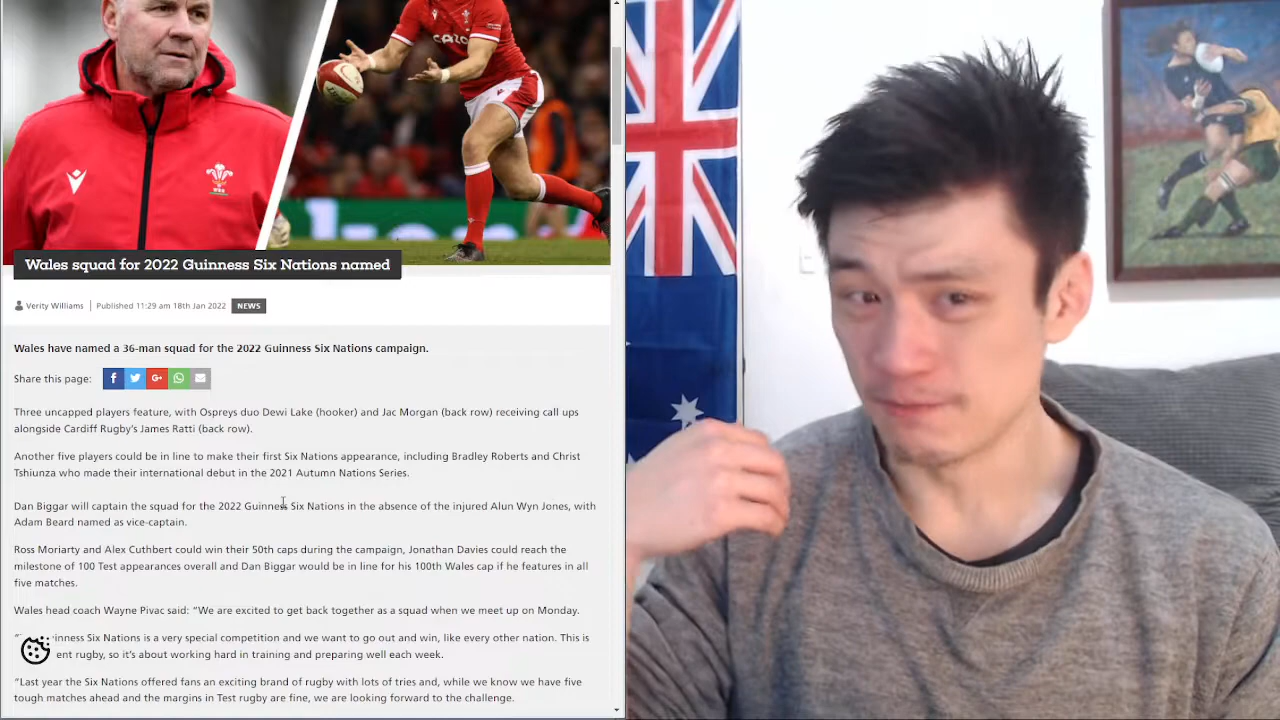 Wales squad for 2022 Guinness Six Nations named
Verity Williams | Published 11:29 am 18th Jan 2022 NEWS
Wales have named a 36-man squad for the 2022 Guinness Six Nations campaign.
Share this page:
Three uncapped players feature, with Ospreys duo Dewi Lake (hooker) and Jac Morgan (back row) receiving call ups
alongside Cardiff Rugby's James Ratti (back row).
Another five players could be in line to make their first Six Nations appearance, including Bradley Roberts and Christ
Tshiunza who made their international debut in the 2021 Autumn Nations Series.
Dan Biggar will captain the squad for the 2022 Guinness Six Nations in the absence of the injured Alun Wyn Jones, with
Adam Beard named as vice-captain.
Ross Moriarty and Alex Cuthbert could win their 50th caps during the campaign, Jonathan Davies could reach the
milestone of 100 Test appearances overall and Dan Biggar would be in line for his 100th Wales cap if he features in all
five matches.
Wales head coach Wayne Pivac said: “We are excited to get back together as a squad when we meet up on Monday.
inness Six Nations is a very special competition and we want to go out and win, like every other nation. This is
ent rugby, so it's about working hard in training and preparing well each week.
“Last year the Six Nations offered fans an exciting brand of rugby with lots of tries and, while we know we have five
tough matches ahead and the margins in Test rugby are fine, we are looking forward to the challenge.